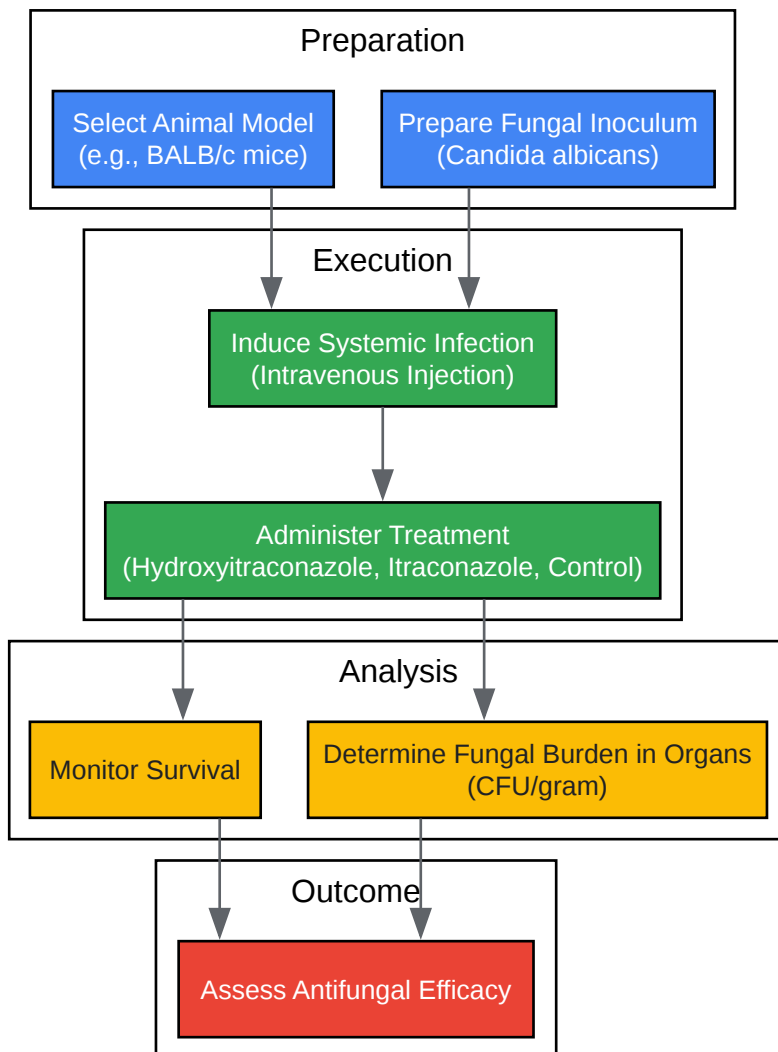 Preparation
Select Animal Model
(e.g., BALB/c mice)
Prepare Fungal Inoculum
(Candida albicans)
Execution
Induce Systemic Infection
(Intravenous Injection)
Administer Treatment
(Hydroxyitraconazole, Itraconazole, Control)
Analysis
Monitor Survival
Determine Fungal Burden in Organs
(CFU/gram)
Outcome
Assess Antifungal Efficacy